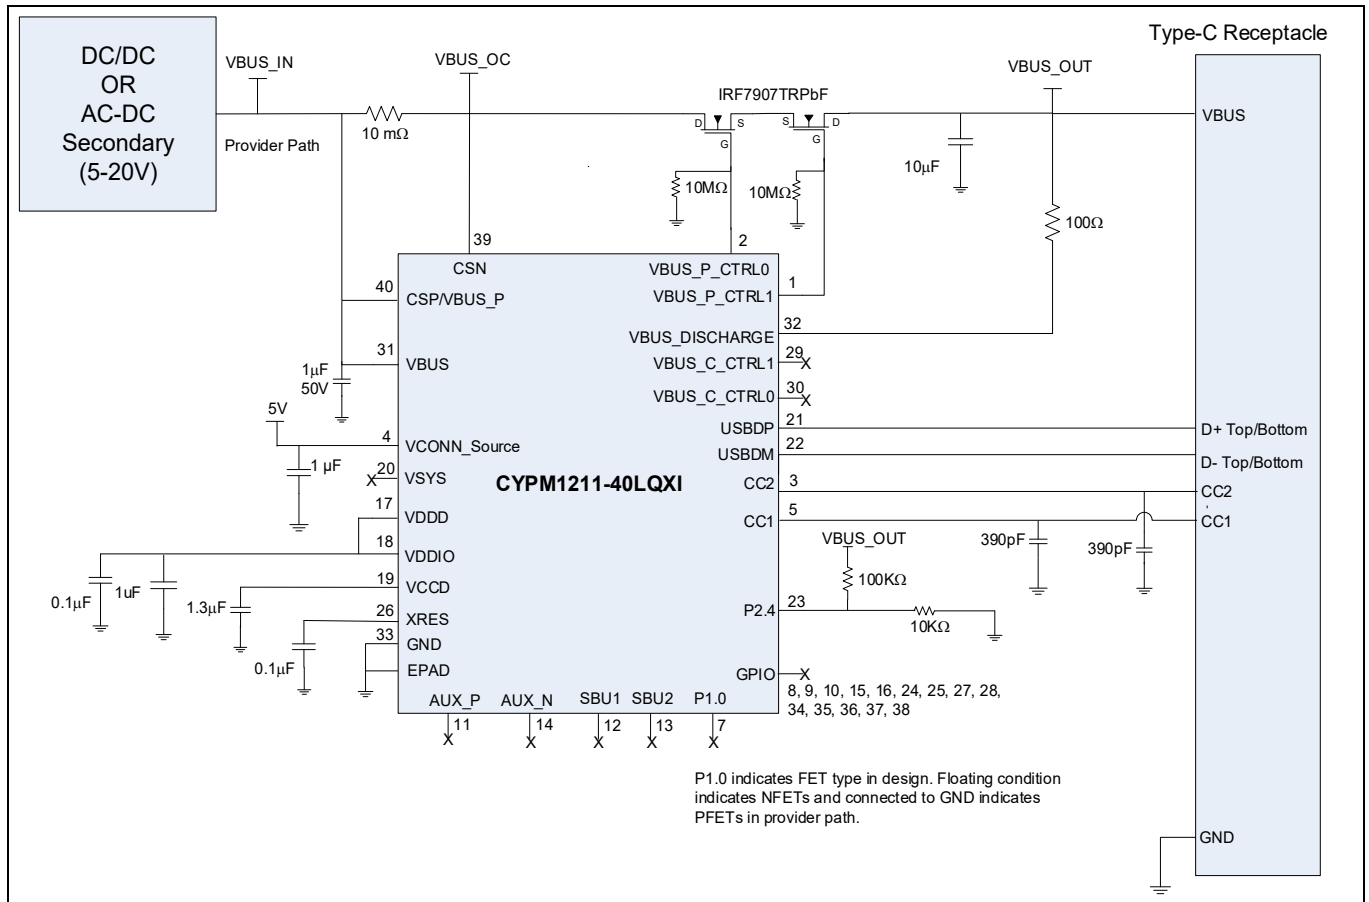 Type-C Receptacle
DC/DC
OR
AC-DC
Secondary
(5-20V)
VBUS_IN
VBUS_OC
VBUS_OUT
IRF7907TRPbF
D
S
G
S
D
G
VBUS
10 mΩ
Provider Path
10MΩ
10MΩ
10µF
100Ω
39
2
CSN
VBUS_P_CTRL0
40
CSP/VBUS_P
1
VBUS_P_CTRL1
32
VBUS_DISCHARGE
31
VBUS
29
VBUS_C_CTRL1
X
1µF
50V
30
VBUS_C_CTRL0
X
5V
21
USBDP
D+ Top/Bottom
4
VCONN_Source
22
USBDM
D- Top/Bottom
1 µF
X
20
VSYS
CYPM1211-40LQXI
3
CC2
CC2
17
VDDD
5
CC1
CC1
VBUS_OUT
390pF
390pF
18
VDDIO
100KΩ
19
VCCD
0.1µF
1uF
1.3µF
23
P2.4
10KΩ
26
XRES
33
GND
0.1µF
EPAD
GPIO
X
8, 9, 10, 15, 16, 24, 25, 27, 28,
34, 35, 36, 37, 38
AUX_P
AUX_N
SBU1
SBU2
P1.0
11
14
12
13
7
X
X
X
X
X
P1.0 indicates FET type in design. Floating condition
indicates NFETs and connected to GND indicates
PFETs in provider path.
GND